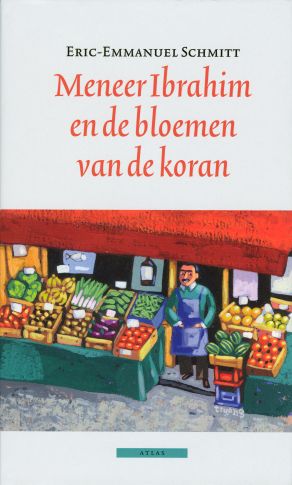 ERIC-EMMANUEL SCHMITT
Meneer Ibrahim
en de bloemen
van de koran
ATLAS